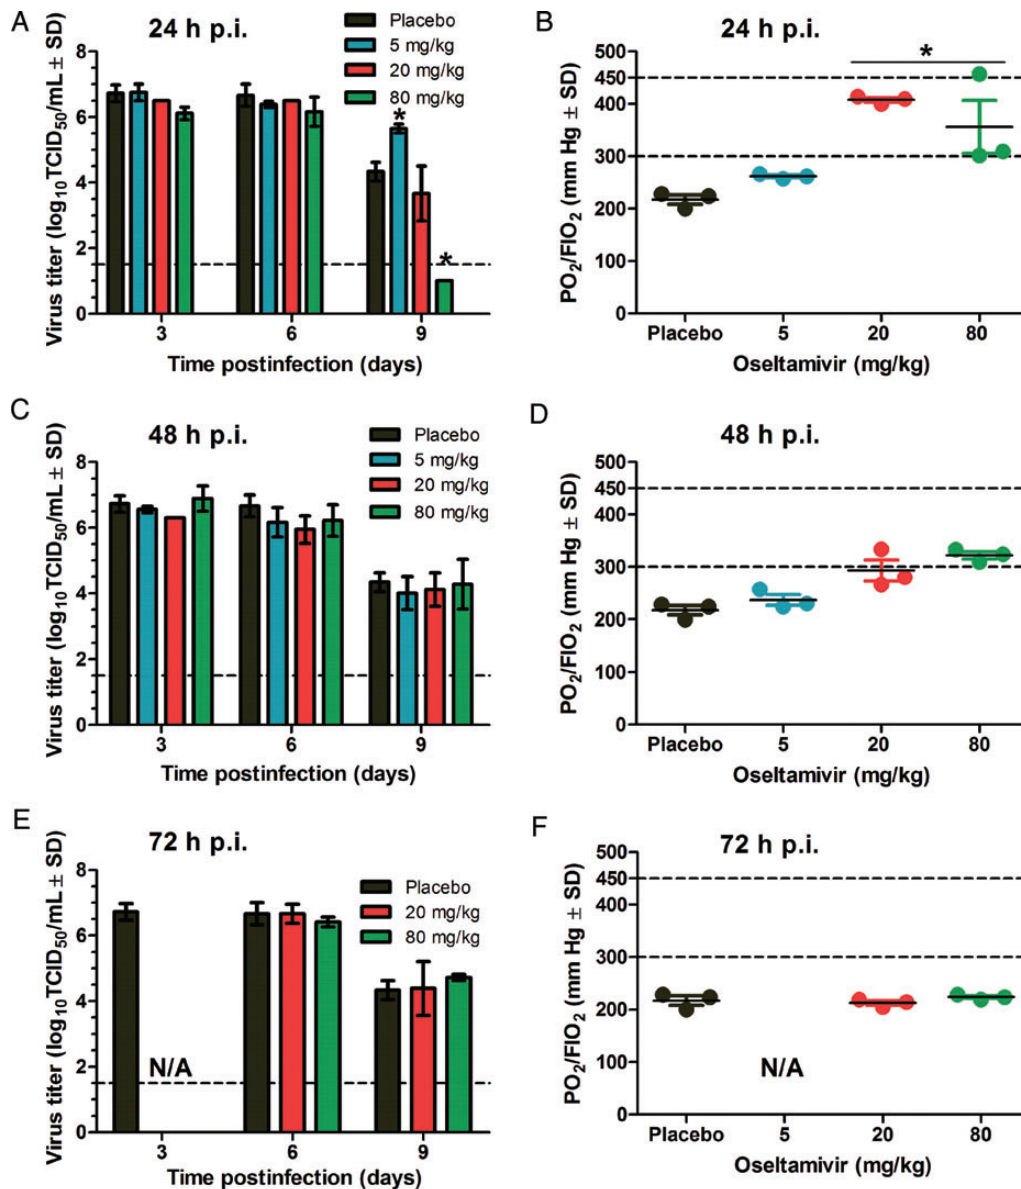 A
24 h p.i.
Placebo
5 mg/kg
20 mg/kg
80 mg/kg
Virus titer (log₁₀TCID₅₀/mL ± SD)
8
6
4
2
0
*
*
3
6
9
Time postinfection (days)
B
24 h p.i.
PO₂/FIO₂ (mm Hg ± SD)
500
450
400
300
200
100
0
*
Placebo
5
20
80
Oseltamivir (mg/kg)
C
48 h p.i.
Placebo
5 mg/kg
20 mg/kg
80 mg/kg
Virus titer (log₁₀TCID₅₀/mL ± SD)
8
6
4
2
0
3
6
9
Time postinfection (days)
D
48 h p.i.
PO₂/FIO₂ (mm Hg ± SD)
500
450
400
300
200
100
0
Placebo
5
20
80
Oseltamivir (mg/kg)
E
72 h p.i.
Placebo
20 mg/kg
80 mg/kg
Virus titer (log₁₀TCID₅₀/mL ± SD)
8
6
4
2
0
N/A
3
6
9
Time postinfection (days)
F
72 h p.i.
PO₂/FIO₂ (mm Hg ± SD)
500
450
400
300
200
100
0
N/A
Placebo
5
20
80
Oseltamivir (mg/kg)